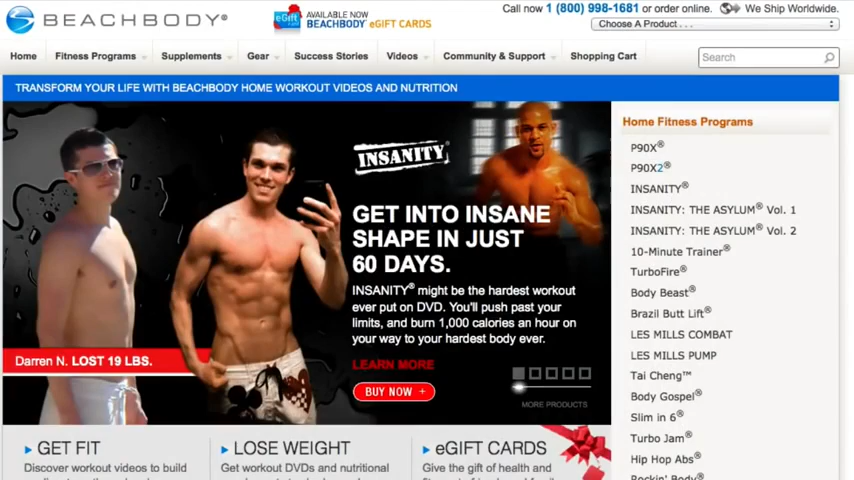 BEACHBODY®
eGift
AVAILABLE NOW
BEACHBODY eGIFT CARDS
Call now 1 (800) 998-1681 or order online. We Ship Worldwide.
Choose A Product . . .
Home Fitness Programs Supplements Gear Success Stories Videos Community & Support Shopping Cart Search
TRANSFORM YOUR LIFE WITH BEACHBODY HOME WORKOUT VIDEOS AND NUTRITION
INSANITY
GET INTO INSANE
SHAPE IN JUST
60 DAYS.
INSANITY® might be the hardest workout
ever put on DVD. You'll push past your
limits, and burn 1,000 calories an hour on
your way to your hardest body ever.
LEARN MORE
BUY NOW +
MORE PRODUCTS
Darren N. LOST 19 LBS.
Home Fitness Programs
P90X®
P90X2®
INSANITY®
INSANITY: THE ASYLUM® Vol. 1
INSANITY: THE ASYLUM® Vol. 2
10-Minute Trainer®
TurboFire®
Body Beast®
Brazil Butt Lift®
LES MILLS COMBAT
LES MILLS PUMP
Tai Cheng™
Body Gospel®
Slim in 6®
Turbo Jam®
Hip Hop Abs®
Rockin' Body®
GET FIT
Discover workout videos to build
LOSE WEIGHT
Get workout DVDs and nutritional
eGIFT CARDS
Give the gift of health and